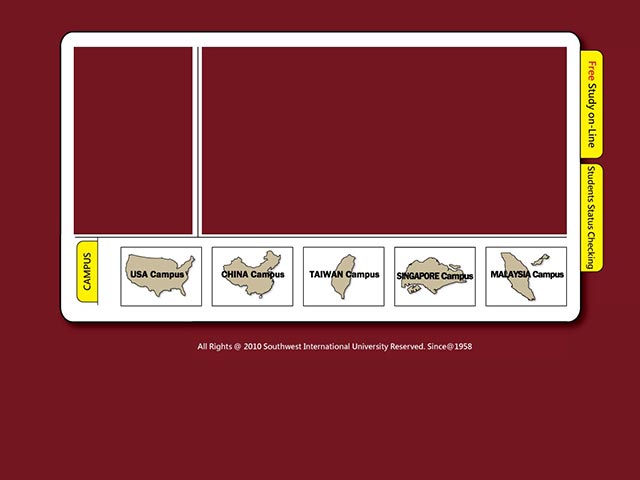 Free Study on-Line
Students Status Checking
CAMPUS
USA Campus
CHINA Campus
TAIWAN Campus
SINGAPORE Campus
MALAYSIA Campus
All Rights @ 2010 Southwest International University Reserved. Since@1958